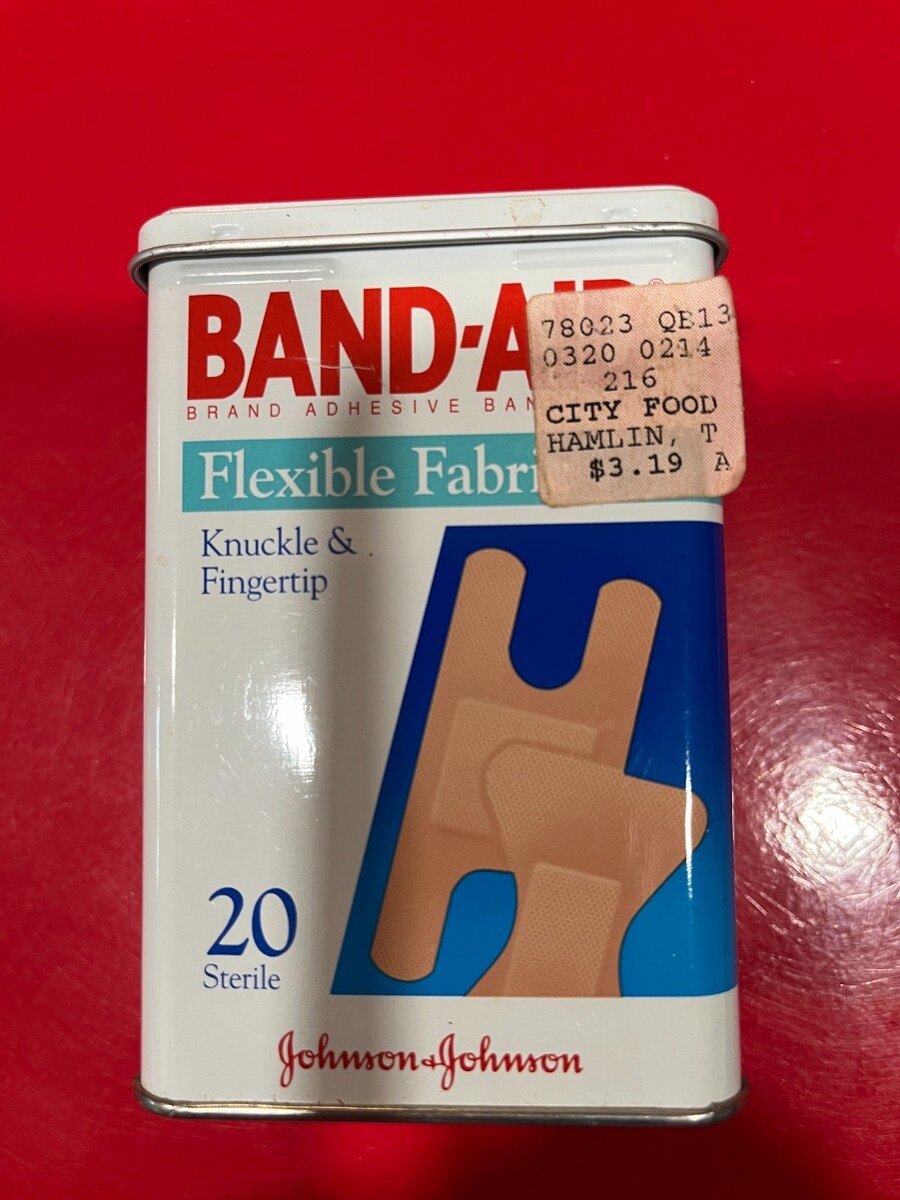 BAND-AI
®
78023 QB13
0320 0214
216
CITY FOOD
HAMLIN, T
$3.19 A
BRAND ADHESIVE BAN
Flexible Fabri
Knuckle &
Fingertip
20
Sterile
Johnson & Johnson